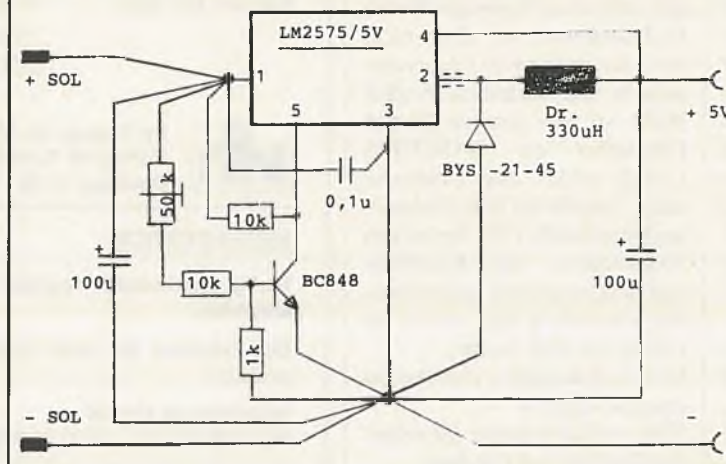 LM2575/5V
4
+ SOL
1
2
+ 5V
5
3
Dr.
330uH
BYS -21-45
0,1u
50 k
10k
+
100u
10k
BC848
+
100u
1k
- SOL
-